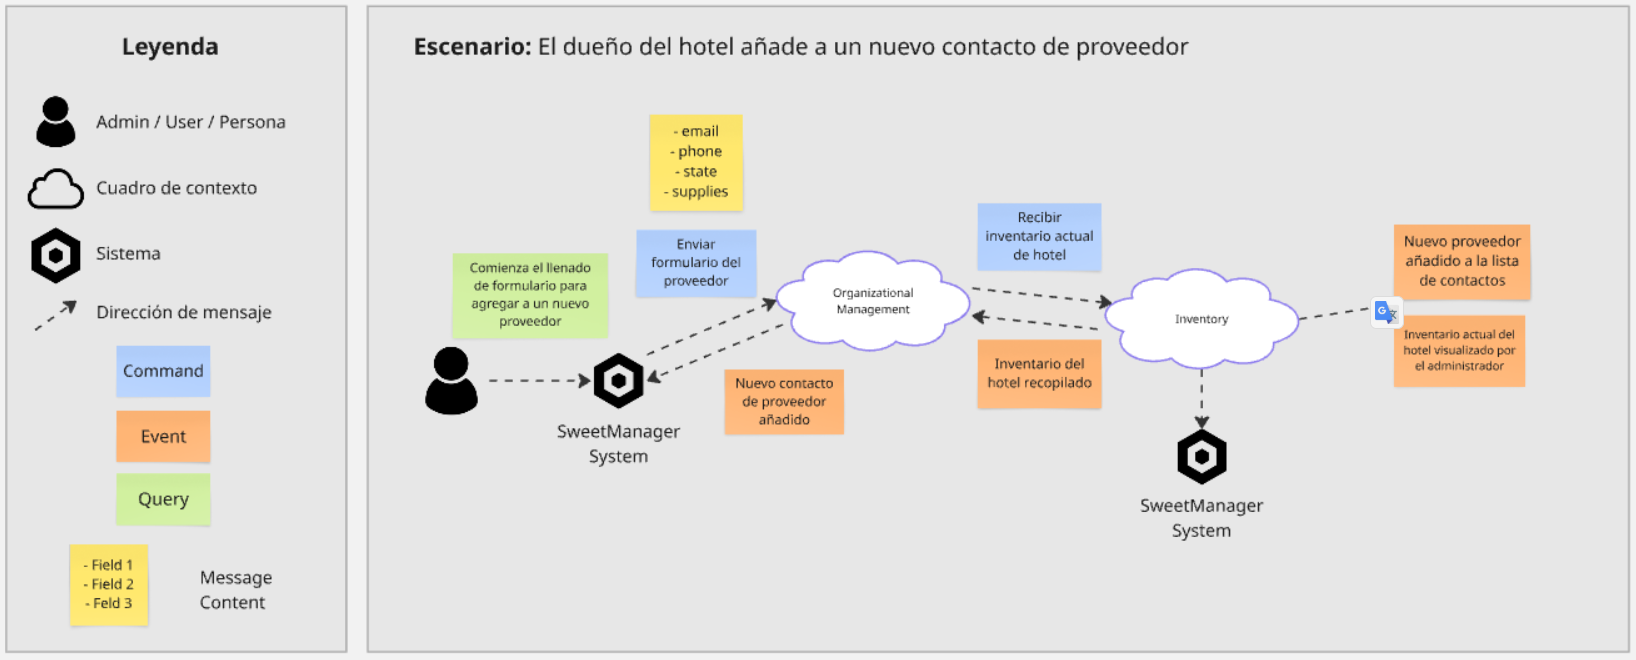 Leyenda
Admin / User / Persona
Cuadro de contexto
Sistema
Dirección de mensaje
Command
Event
Query
- Field 1
- Field 2
- Feld 3
Message
Content
Escenario: El dueño del hotel añade a un nuevo contacto de proveedor
- email
- phone
- state
- supplies
Comienza el llenado
de formulario para
agregar a un nuevo
proveedor
Enviar
formulario del
proveedor
SweetManager
System
Nuevo contacto
de proveedor
añadido
Organizational
Management
Recibir
inventario actual
de hotel
Inventario del
hotel recopilado
Inventory
SweetManager
System
Nuevo proveedor
añadido a la lista
de contactos
G
Inventario actual del
hotel visualizado por
el administrador